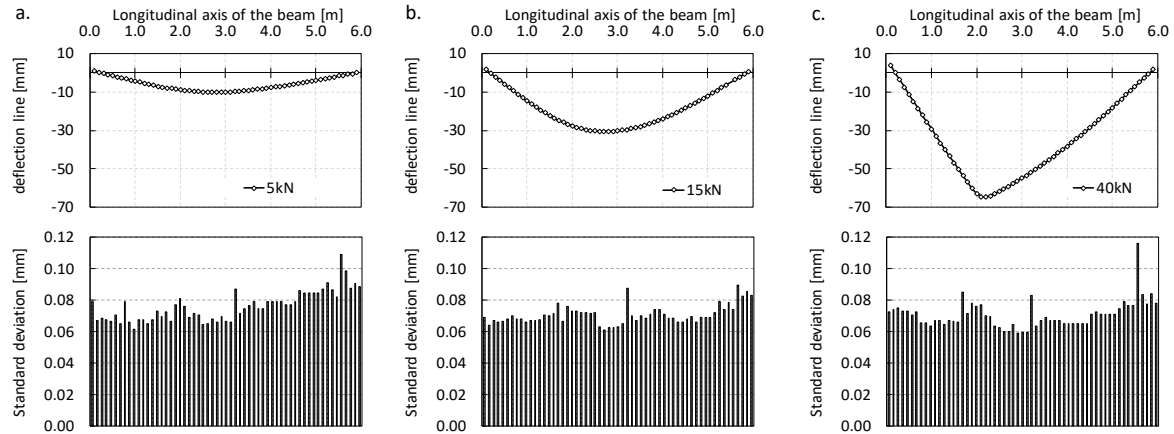 a.
Longitudinal axis of the beam [m]
0.0 1.0 2.0 3.0 4.0 5.0 6.0
10
-10
-30
-50
-70
deflection line [mm]
5kN
0.12
0.10
0.08
0.06
0.04
0.02
0.00
Standard deviation [mm]
b.
Longitudinal axis of the beam [m]
0.0 1.0 2.0 3.0 4.0 5.0 6.0
10
-10
-30
-50
-70
deflection line [mm]
15kN
0.12
0.10
0.08
0.06
0.04
0.02
0.00
Standard deviation [mm]
c.
Longitudinal axis of the beam [m]
0.0 1.0 2.0 3.0 4.0 5.0 6.0
10
-10
-30
-50
-70
deflection line [mm]
40kN
0.12
0.10
0.08
0.06
0.04
0.02
0.00
Standard deviation [mm]